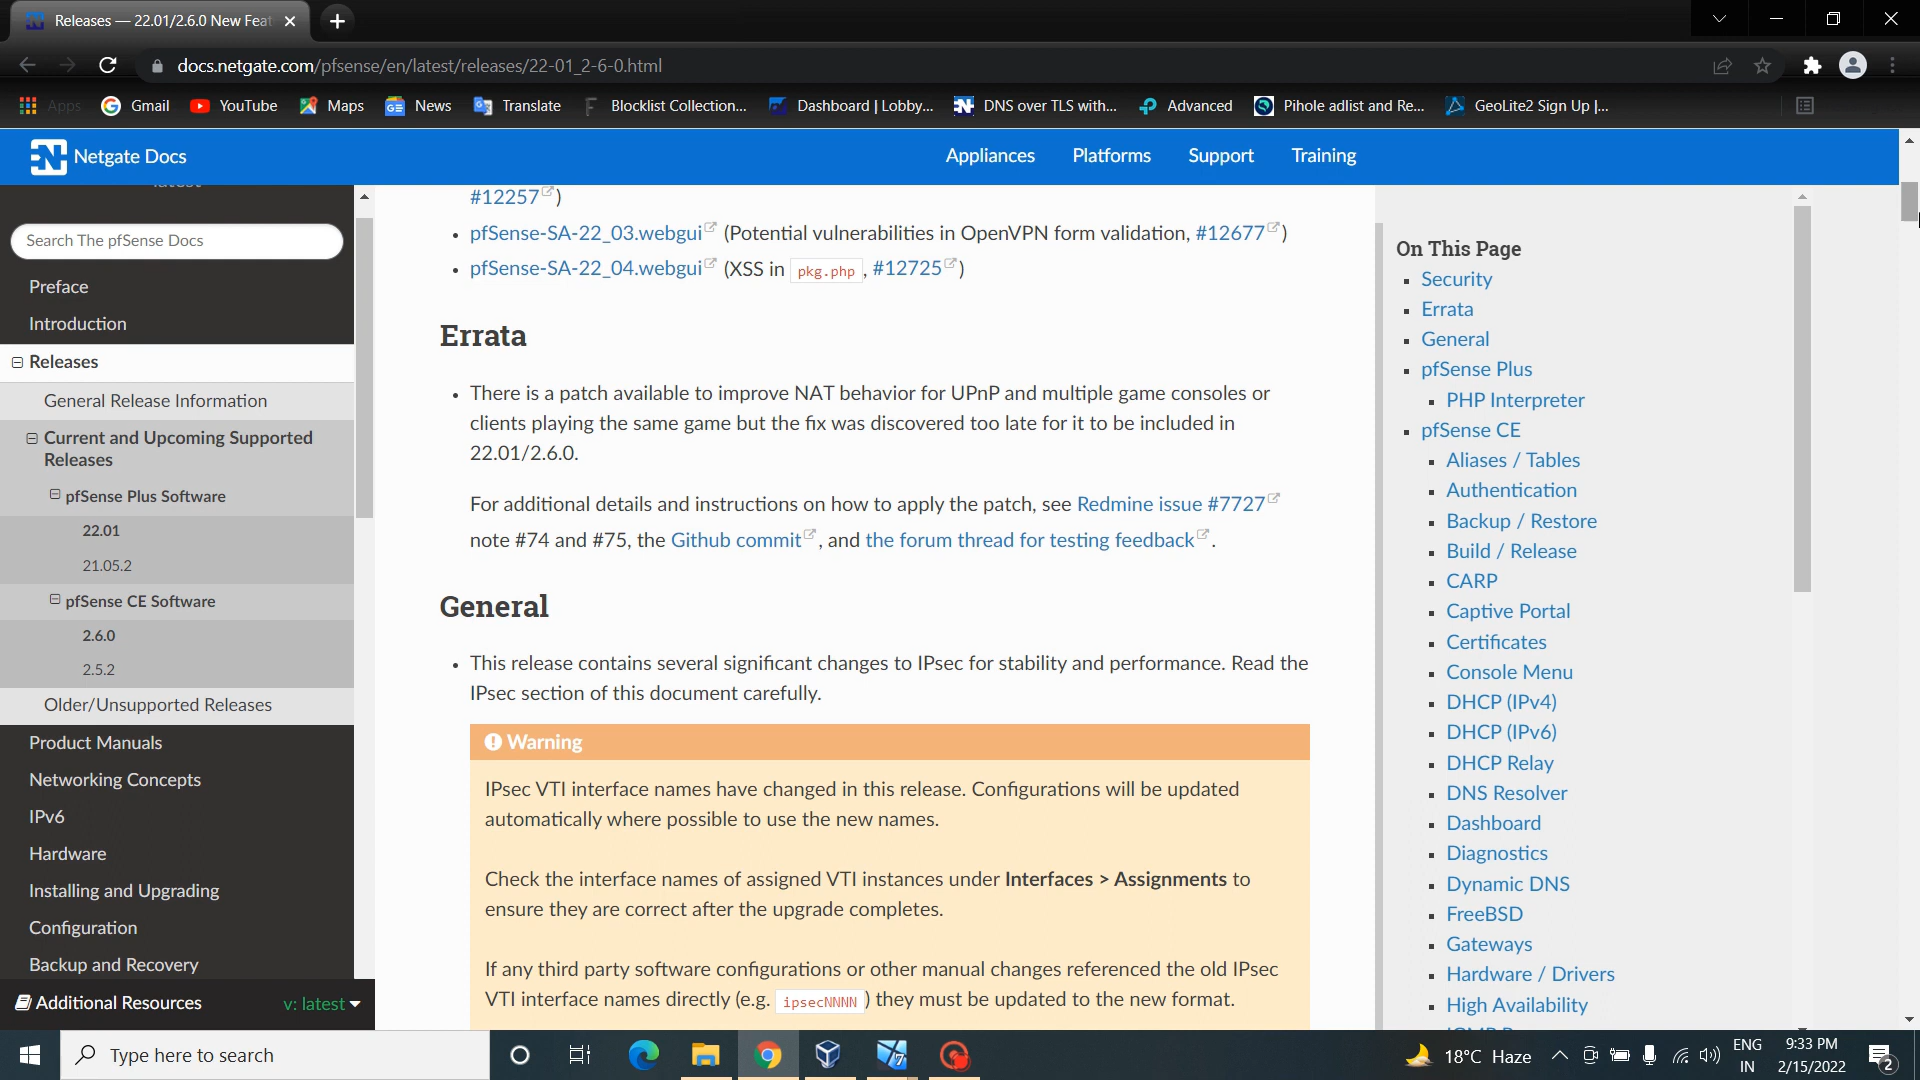 Releases — 22.01/2.6.0 New Feat
docs.netgate.com/pfsense/en/latest/releases/22-01_2-6-0.html
Apps
Gmail
YouTube
Maps
News
Translate
Blocklist Collection...
Dashboard | Lobby...
DNS over TLS with...
Advanced
Pihole adlist and Re...
GeoLite2 Sign Up |...
Netgate Docs
Appliances
Platforms
Support
Training
latest
Search The pfSense Docs
Preface
Introduction
Releases
General Release Information
Current and Upcoming Supported
Releases
pfSense Plus Software
22.01
21.05.2
pfSense CE Software
2.6.0
2.5.2
Older/Unsupported Releases
Product Manuals
Networking Concepts
IPv6
Hardware
Installing and Upgrading
Configuration
Backup and Recovery
Additional Resources
v: latest
#12257)
pfSense-SA-22_03.webgui (Potential vulnerabilities in OpenVPN form validation, #12677)
pfSense-SA-22_04.webgui (XSS in pkg.php, #12725)
Errata
There is a patch available to improve NAT behavior for UPnP and multiple game consoles or
clients playing the same game but the fix was discovered too late for it to be included in
22.01/2.6.0.
For additional details and instructions on how to apply the patch, see Redmine issue #7727
note #74 and #75, the Github commit, and the forum thread for testing feedback.
General
This release contains several significant changes to IPsec for stability and performance. Read the
IPsec section of this document carefully.
Warning
IPsec VTI interface names have changed in this release. Configurations will be updated
automatically where possible to use the new names.
Check the interface names of assigned VTI instances under Interfaces > Assignments to
ensure they are correct after the upgrade completes.
If any third party software configurations or other manual changes referenced the old IPsec
VTI interface names directly (e.g. ipsecNNNN) they must be updated to the new format.
On This Page
Security
Errata
General
pfSense Plus
PHP Interpreter
pfSense CE
Aliases / Tables
Authentication
Backup / Restore
Build / Release
CARP
Captive Portal
Certificates
Console Menu
DHCP (IPv4)
DHCP (IPv6)
DHCP Relay
DNS Resolver
Dashboard
Diagnostics
Dynamic DNS
FreeBSD
Gateways
Hardware / Drivers
High Availability
Type here to search
18°C Haze
ENG
IN
9:33 PM
2/15/2022
2